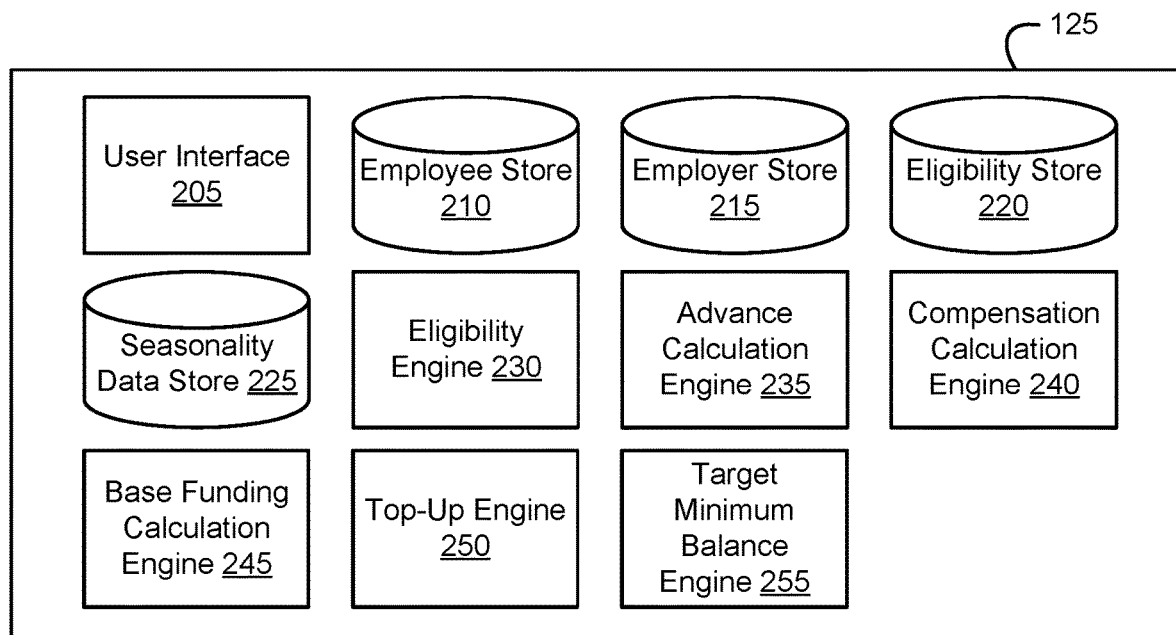 125
User Interface
205
Employee Store
210
Employer Store
215
Eligibility Store
220
Seasonality
Data Store 225
Eligibility
Engine 230
Advance
Calculation
Engine 235
Compensation
Calculation
Engine 240
Base Funding
Calculation
Engine 245
Top-Up Engine
250
Target
Minimum
Balance
Engine 255